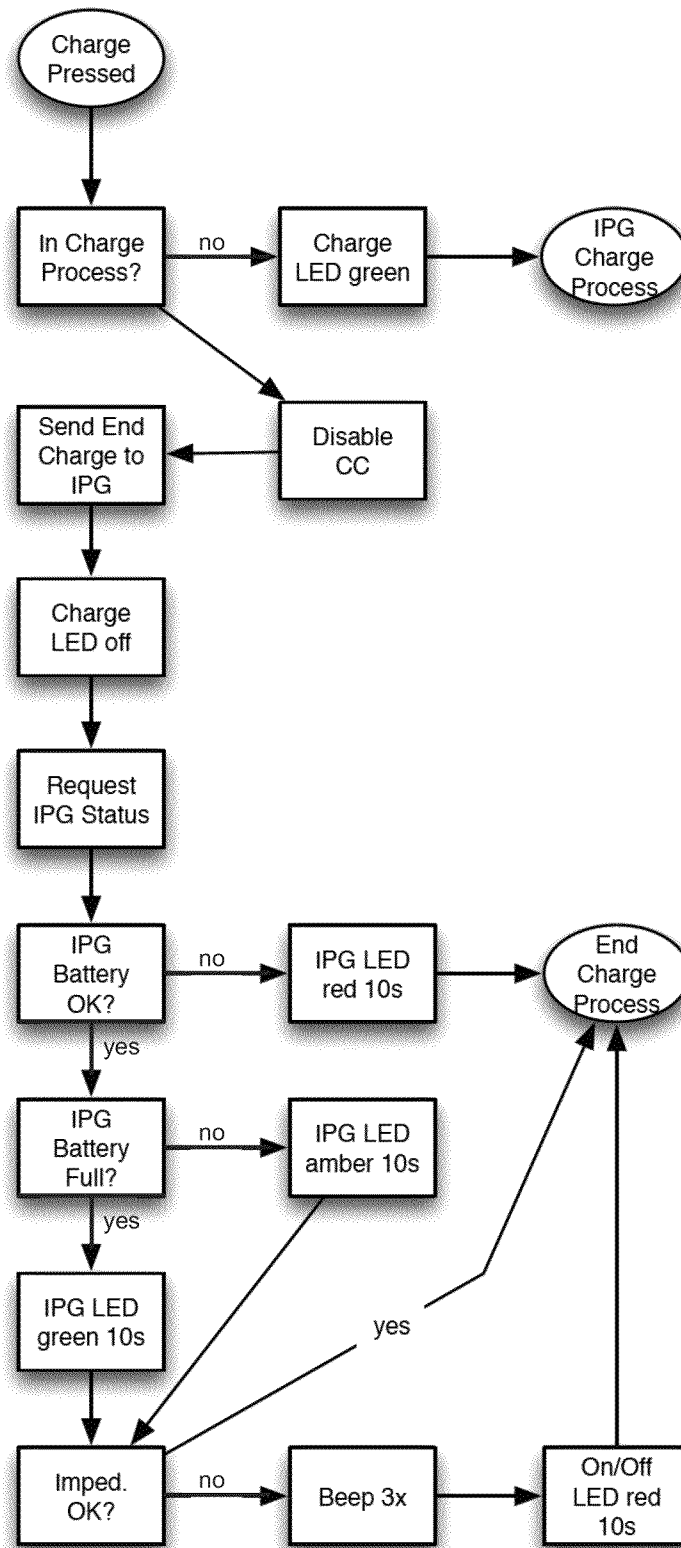 Charge
Pressed
In Charge
Process?
no
Charge
LED green
IPG
Charge
Process
Send End
Charge to
IPG
Disable
CC
Charge
LED off
Request
IPG Status
IPG
Battery
OK?
no
IPG LED
red 10s
End
Charge
Process
yes
IPG
Battery
Full?
no
IPG LED
amber 10s
yes
IPG LED
green 10s
yes
Imped.
OK?
no
Beep 3x
On/Off
LED red
10s